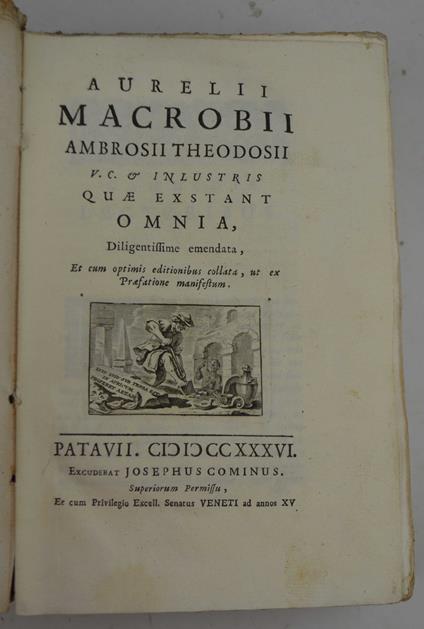 AURELII
MACROBII
AMBROSII THEODOSII
V. C. & INLUSTRIS
QUÆ EXSTANT
OMNIA,
Diligentiſſime emendata,
Et cum optimis editionibus collata, ut ex
Præfatione manifeſtum.
PATAVII. CIↃIↃCCXXXVI.
EXCUDEBAT JOSEPHUS COMINUS.
Superiorum Permiſſu,
Et cum Privilegio Excell. Senatus VENETI ad annos XV